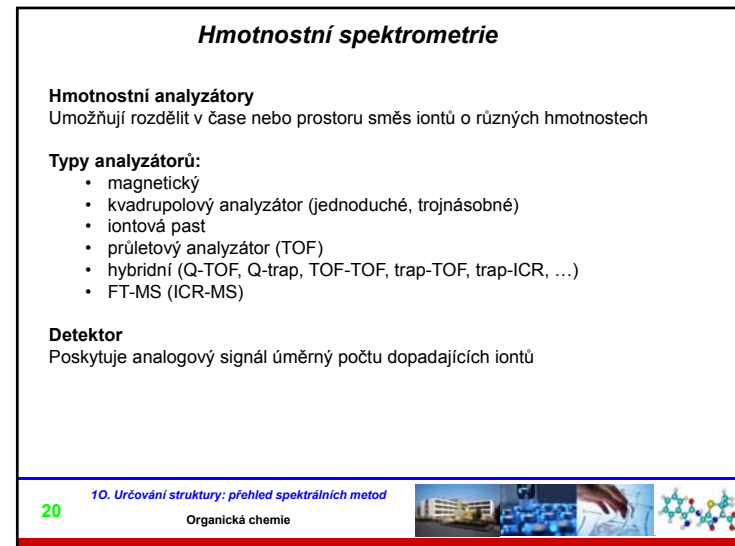 Hmotnostní spektrometrie
Hmotnostní analyzátory
Umožňují rozdělit v čase nebo prostoru směs iontů o různých hmotnostech
Typy analyzátorů:
• magnetický
• kvadrupolový analyzátor (jednoduché, trojnásobné)
• iontová past
• průletový analyzátor (TOF)
• hybridní (Q-TOF, Q-trap, TOF-TOF, trap-TOF, trap-ICR, …)
• FT-MS (ICR-MS)
Detektor
Poskytuje analogový signál úměrný počtu dopadajících iontů
1O. Určování struktury: přehled spektrálních metod
20
Organická chemie